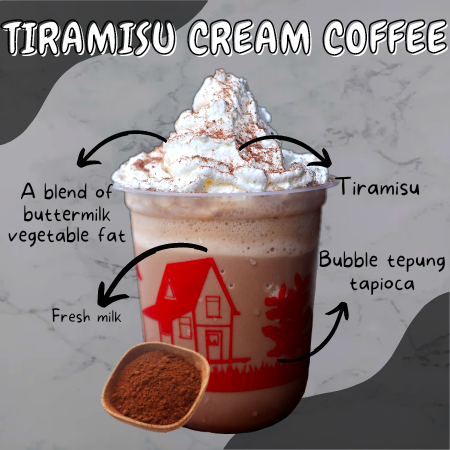 TIRAMISU CREAM COFFEE
A blend of
buttermilk
vegetable fat
Tiramisu
Bubble tepung
tapioca
Fresh milk